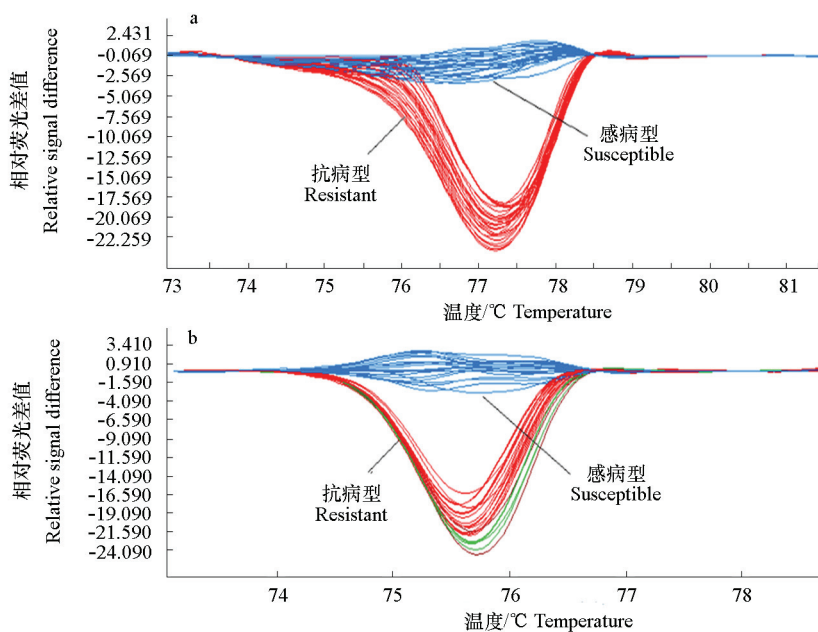 a
2.431
-0.069
-2.569
-5.069
-7.569
-10.069
-12.569
-15.069
-17.569
-20.069
-22.259
相对荧光差值
Relative signal difference
抗病型
Resistant
感病型
Susceptible
73 74 75 76 77 78 79 80 81
温度/℃ Temperature
b
3.410
0.910
-1.590
-4.090
-6.590
-9.090
-11.590
-14.090
-16.590
-19.090
-21.590
-24.090
相对荧光差值
Relative signal difference
抗病型
Resistant
感病型
Susceptible
74 75 76 77 78
温度/℃ Temperature